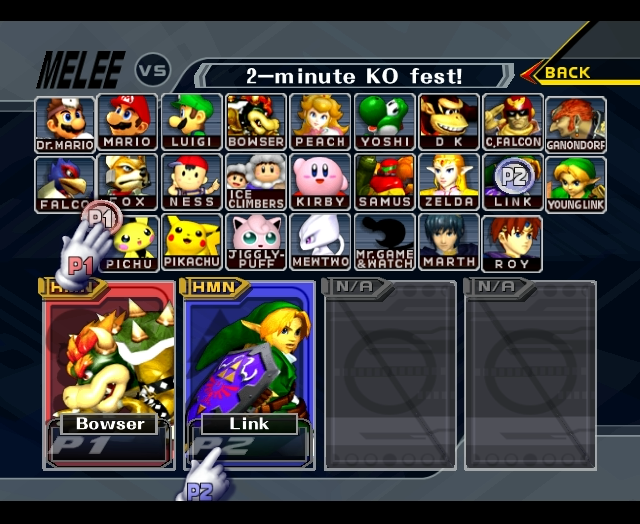 MELEE VS 2-minute KO fest! BACK
Dr.MARIO MARIO LUIGI BOWSER PEACH YOSHI D K C.FALCON GANONDORF
FALCO FOX NESS ICE CLIMBERS KIRBY SAMUS ZELDA LINK YOUNG LINK
PICHU PIKACHU JIGGLY-PUFF MEWTWO Mr.GAME &WATCH MARTH ROY
P1
P1
P2
HMN HMN N/A N/A
Bowser Link
P1 P2
P2